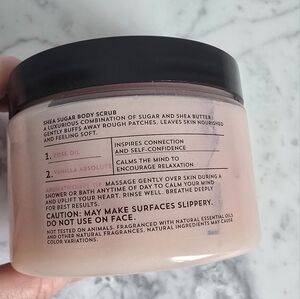 SHEA SUGAR BODY SCRUB
A LUXURIOUS COMBINATION OF SUGAR AND SHEA BUTTER
GENTLY BUFFS AWAY ROUGH PATCHES. LEAVES SKIN NOURISHED
AND FEELING SOFT.
1. ROSE OIL INSPIRES CONNECTION
AND SELF-CONFIDENCE
2. VANILLA ABSOLUTE CALMS THE MIND TO
ENCOURAGE RELAXATION
AROMATHERAPY TIP MASSAGE GENTLY OVER SKIN DURING A
SHOWER OR BATH ANYTIME OF DAY TO CALM YOUR MIND
AND UPLIFT YOUR HEART. RINSE WELL. BREATHE DEEPLY
FOR BEST RESULTS.
CAUTION: MAY MAKE SURFACES SLIPPERY.
DO NOT USE ON FACE.
NOT TESTED ON ANIMALS. FRAGRANCED WITH NATURAL ESSENTIAL OILS
AND OTHER NATURAL FRAGRANCES. NATURAL INGREDIENTS MAY CAUSE
COLOR VARIATIONS.